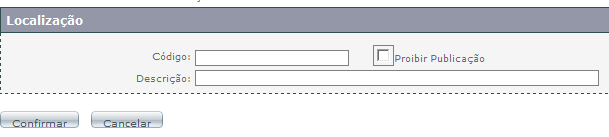 Localização
Código: Proibir Publicação
Descrição:
Confirmar Cancelar